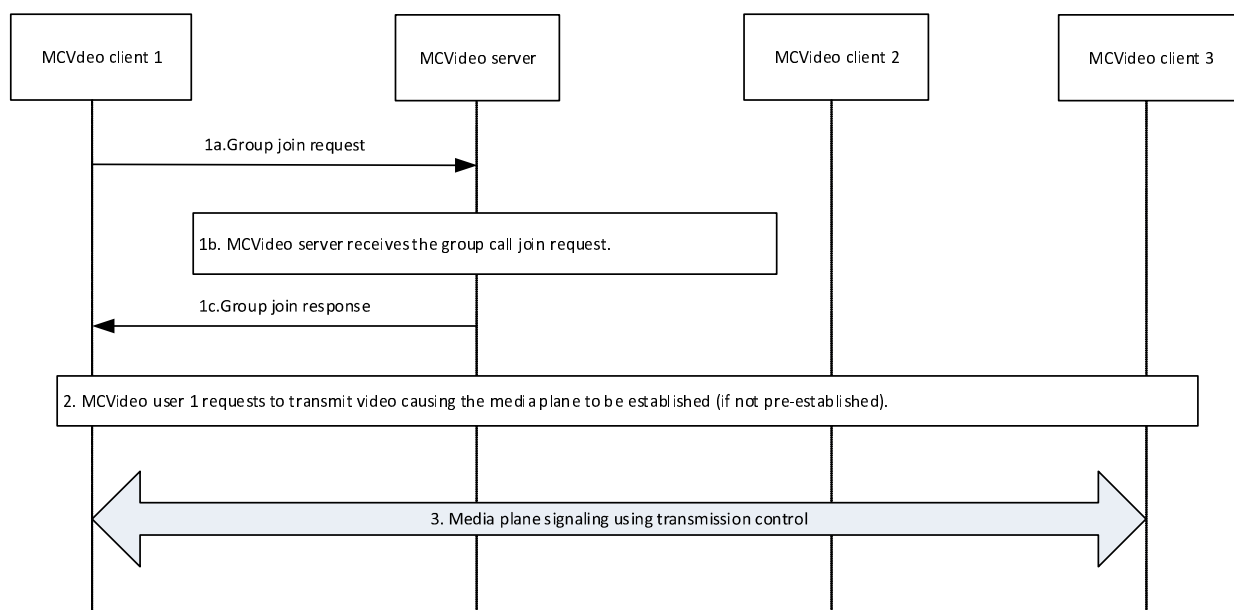 MCVdeo client 1
MCVideo server
MCVideo client 2
MCVideo client 3
1a.Group join request
1b. MCVideo server receives the group call join request.
1c.Group join response
2. MCVideo user 1 requests to transmit video causing the media plane to be established (if not pre-established).
3. Media plane signaling using transmission control